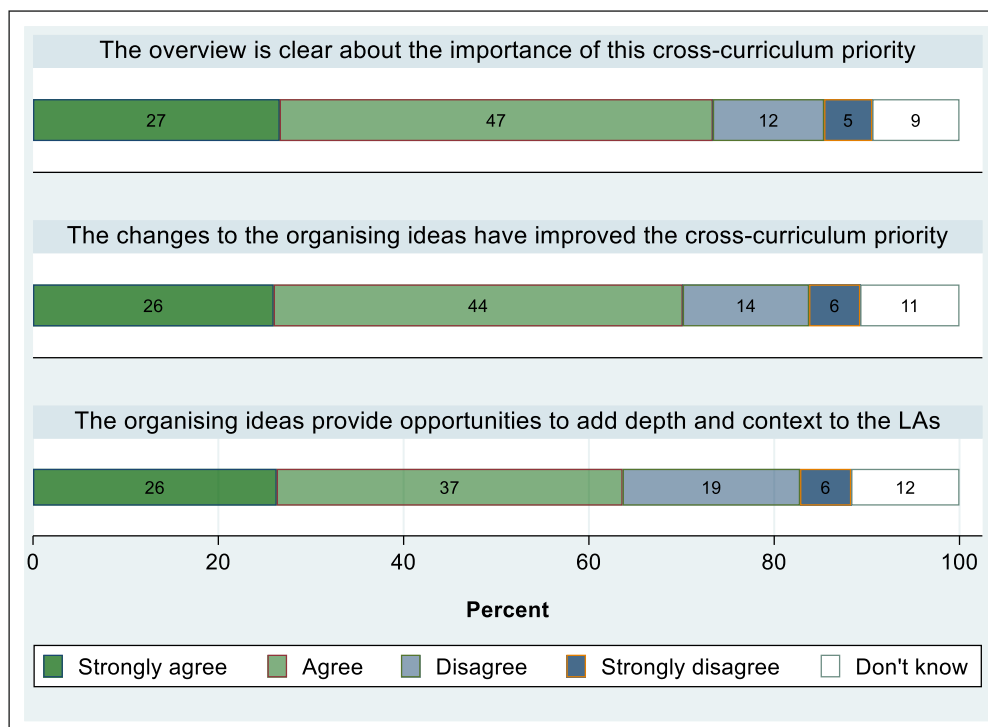 The overview is clear about the importance of this cross-curriculum priority
27 47 12 5 9
The changes to the organising ideas have improved the cross-curriculum priority
26 44 14 6 11
The organising ideas provide opportunities to add depth and context to the LAs
26 37 19 6 12
0 20 40 60 80 100
Percent
Strongly agree Agree Disagree Strongly disagree Don't know